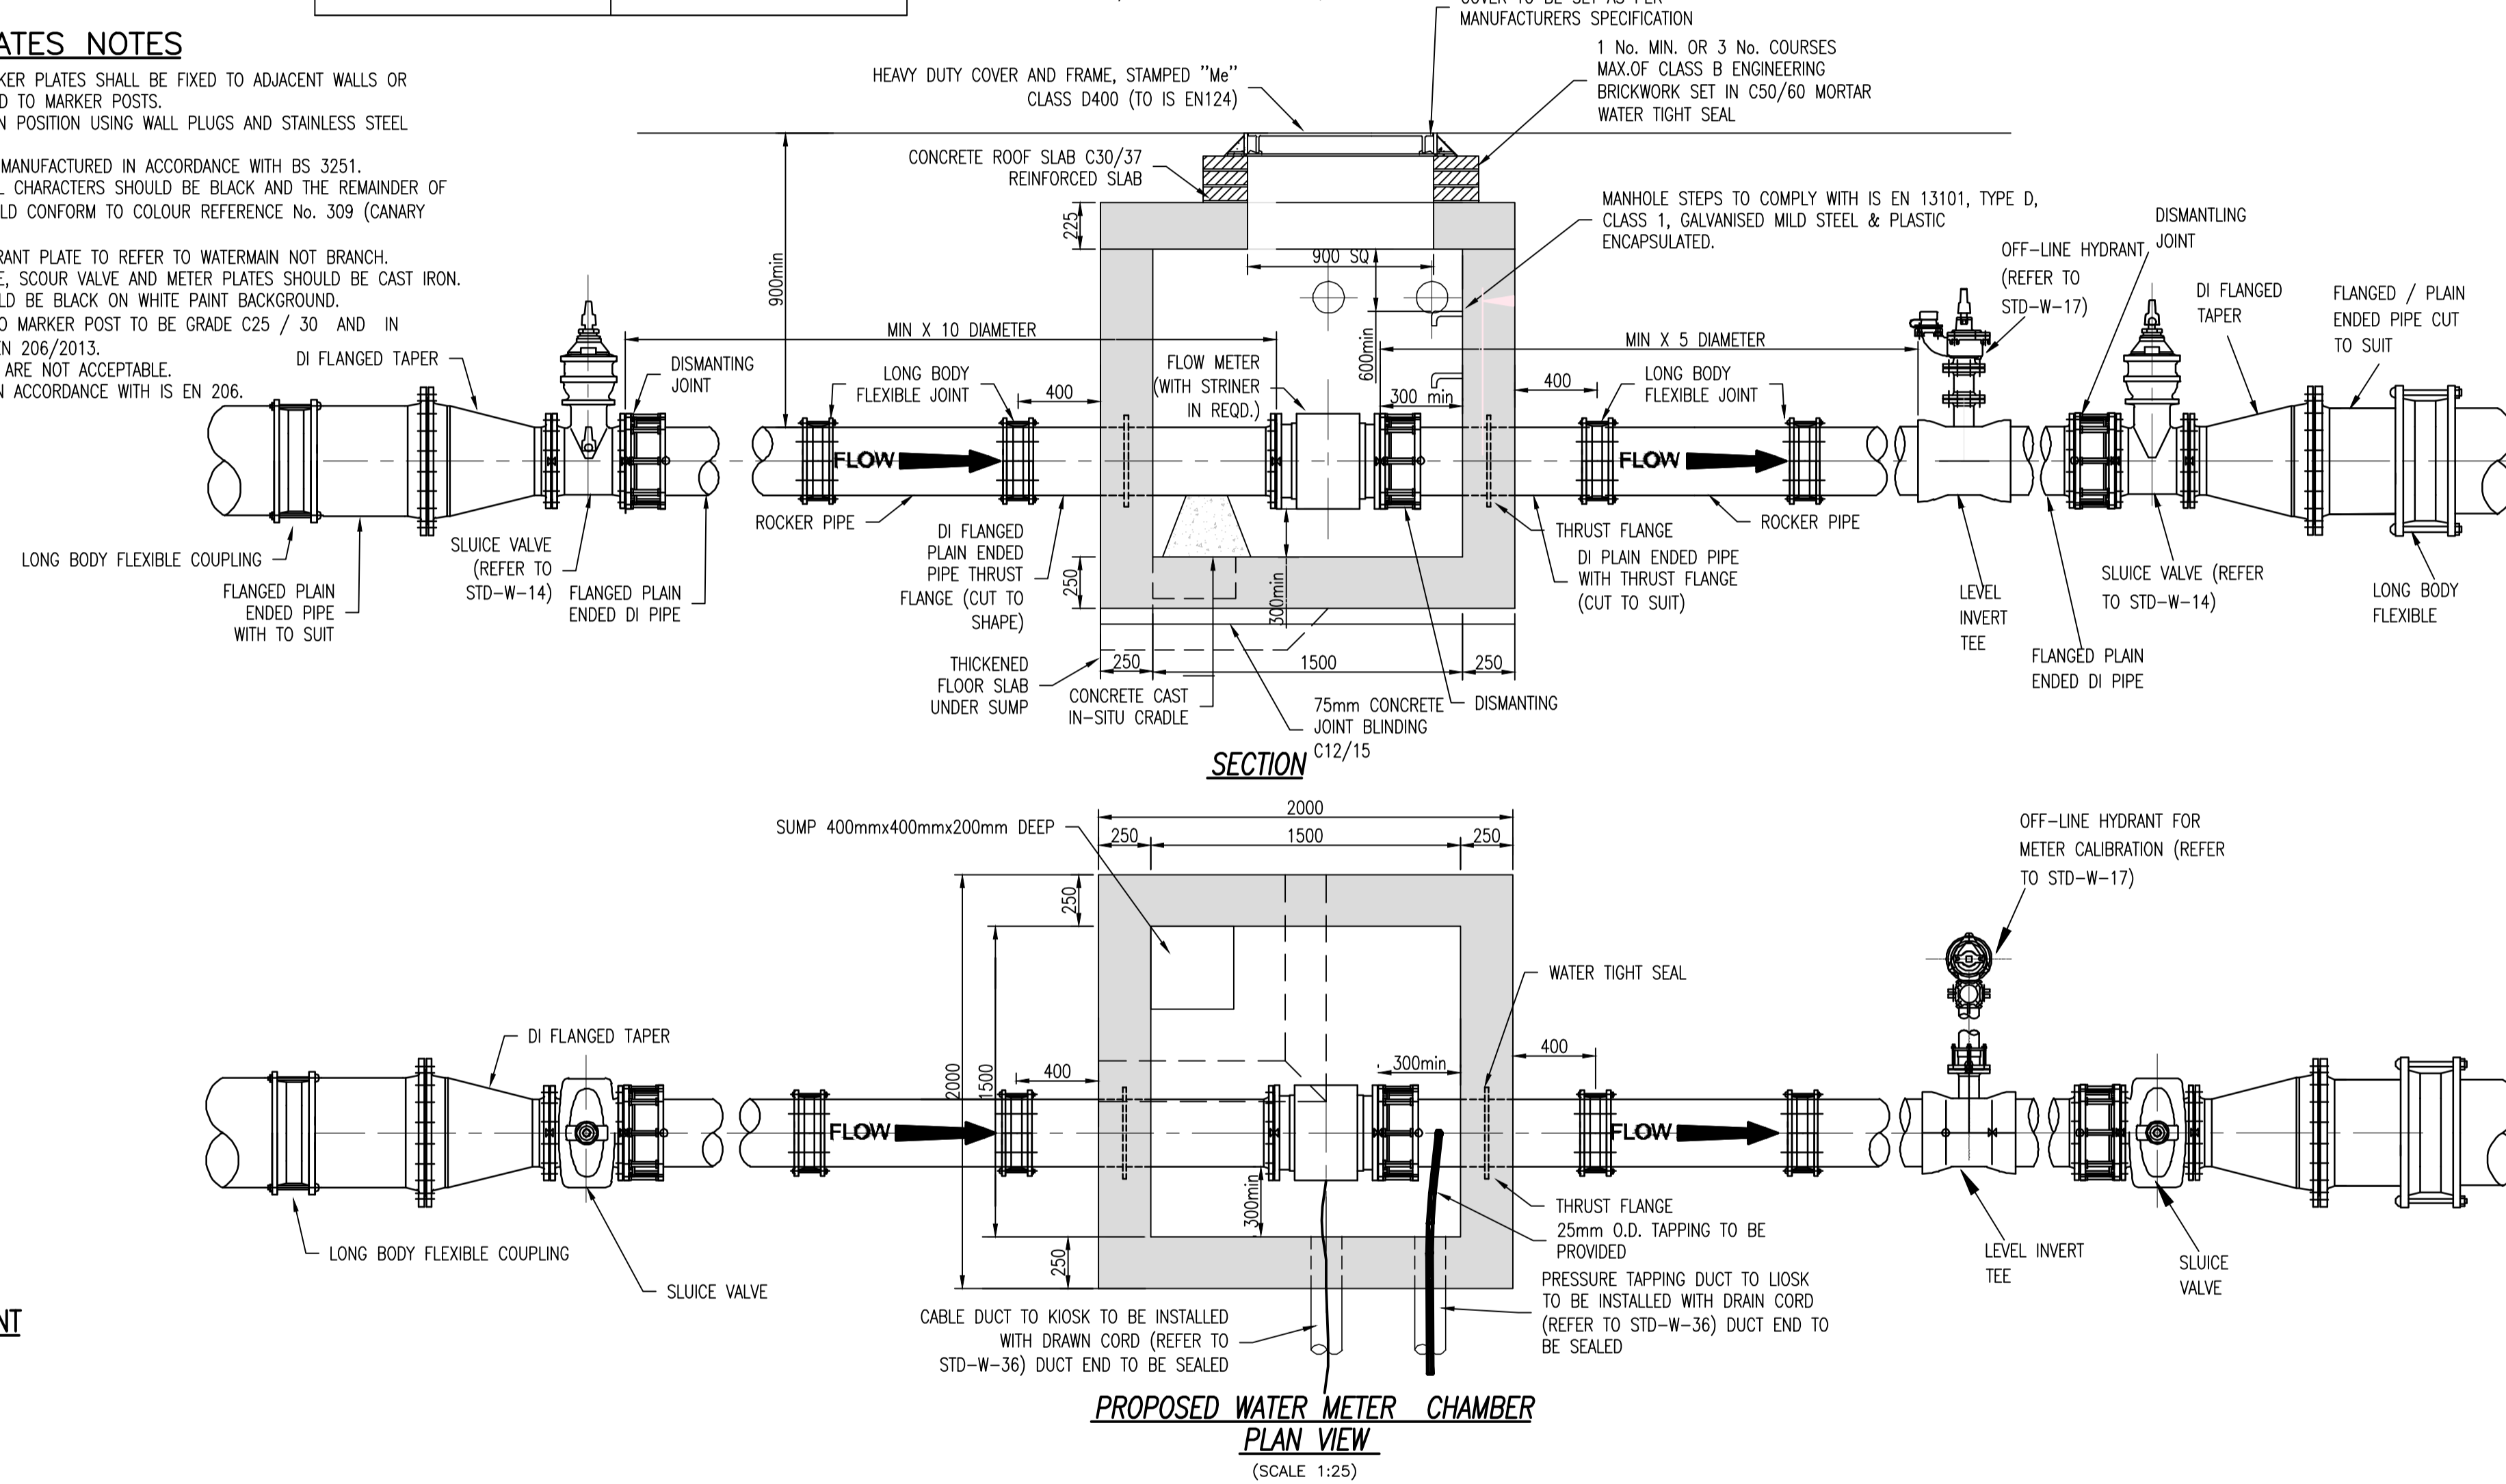 ATES NOTES
KER PLATES SHALL BE FIXED TO ADJACENT WALLS OR
D TO MARKER POSTS.
N POSITION USING WALL PLUGS AND STAINLESS STEEL
MANUFACTURED IN ACCORDANCE WITH BS 3251.
L CHARACTERS SHOULD BE BLACK AND THE REMAINDER OF
LD CONFORM TO COLOUR REFERENCE No. 309 (CANARY
RANT PLATE TO REFER TO WATERMAIN NOT BRANCH.
E, SCOUR VALVE AND METER PLATES SHOULD BE CAST IRON.
LD BE BLACK ON WHITE PAINT BACKGROUND.
O MARKER POST TO BE GRADE C25 / 30 AND IN
EN 206/2013.
ARE NOT ACCEPTABLE.
N ACCORDANCE WITH IS EN 206.
COVER TO BE SET AS PER
MANUFACTURERS SPECIFICATION
1 No. MIN. OR 3 No. COURSES
MAX.OF CLASS B ENGINEERING
BRICKWORK SET IN C50/60 MORTAR
WATER TIGHT SEAL
HEAVY DUTY COVER AND FRAME, STAMPED "Me"
CLASS D400 (TO IS EN124)
CONCRETE ROOF SLAB C30/37
REINFORCED SLAB
MANHOLE STEPS TO COMPLY WITH IS EN 13101, TYPE D,
CLASS 1, GALVANISED MILD STEEL & PLASTIC
ENCAPSULATED.
DISMANTLING
JOINT
OFF-LINE HYDRANT
(REFER TO
STD-W-17)
DI FLANGED
TAPER
FLANGED / PLAIN
ENDED PIPE CUT
TO SUIT
225
900min
900 SQ
600min
MIN X 10 DIAMETER
MIN X 5 DIAMETER
DI FLANGED TAPER
DISMANTING
JOINT
LONG BODY
FLEXIBLE JOINT
400
FLOW METER
(WITH STRINER
IN REQD.)
300 min
400
LONG BODY
FLEXIBLE JOINT
FLOW
FLOW
LONG BODY FLEXIBLE COUPLING
FLANGED PLAIN
ENDED PIPE
WITH TO SUIT
SLUICE VALVE
(REFER TO
STD-W-14)
FLANGED PLAIN
ENDED DI PIPE
ROCKER PIPE
DI FLANGED
PLAIN ENDED
PIPE THRUST
FLANGE (CUT TO
SHAPE)
250
300min
THRUST FLANGE
DI PLAIN ENDED PIPE
WITH THRUST FLANGE
(CUT TO SUIT)
ROCKER PIPE
LEVEL
INVERT
TEE
SLUICE VALVE (REFER
TO STD-W-14)
FLANGED PLAIN
ENDED DI PIPE
LONG BODY
FLEXIBLE
THICKENED
FLOOR SLAB
UNDER SUMP
250
1500
250
CONCRETE CAST
IN-SITU CRADLE
75mm CONCRETE
JOINT BLINDING
C12/15
DISMANTING
SECTION
SUMP 400mmx400mmx200mm DEEP
2000
250
1500
250
OFF-LINE HYDRANT FOR
METER CALIBRATION (REFER
TO STD-W-17)
250
WATER TIGHT SEAL
DI FLANGED TAPER
400
2000
1500
300min
400
FLOW
FLOW
300min
250
LONG BODY FLEXIBLE COUPLING
SLUICE VALVE
THRUST FLANGE
25mm O.D. TAPPING TO BE
PROVIDED
PRESSURE TAPPING DUCT TO LIOSK
TO BE INSTALLED WITH DRAIN CORD
(REFER TO STD-W-36) DUCT END TO
BE SEALED
LEVEL INVERT
TEE
SLUICE
VALVE
NT
CABLE DUCT TO KIOSK TO BE INSTALLED
WITH DRAWN CORD (REFER TO
STD-W-36) DUCT END TO BE SEALED
PROPOSED WATER METER CHAMBER
PLAN VIEW
(SCALE 1:25)